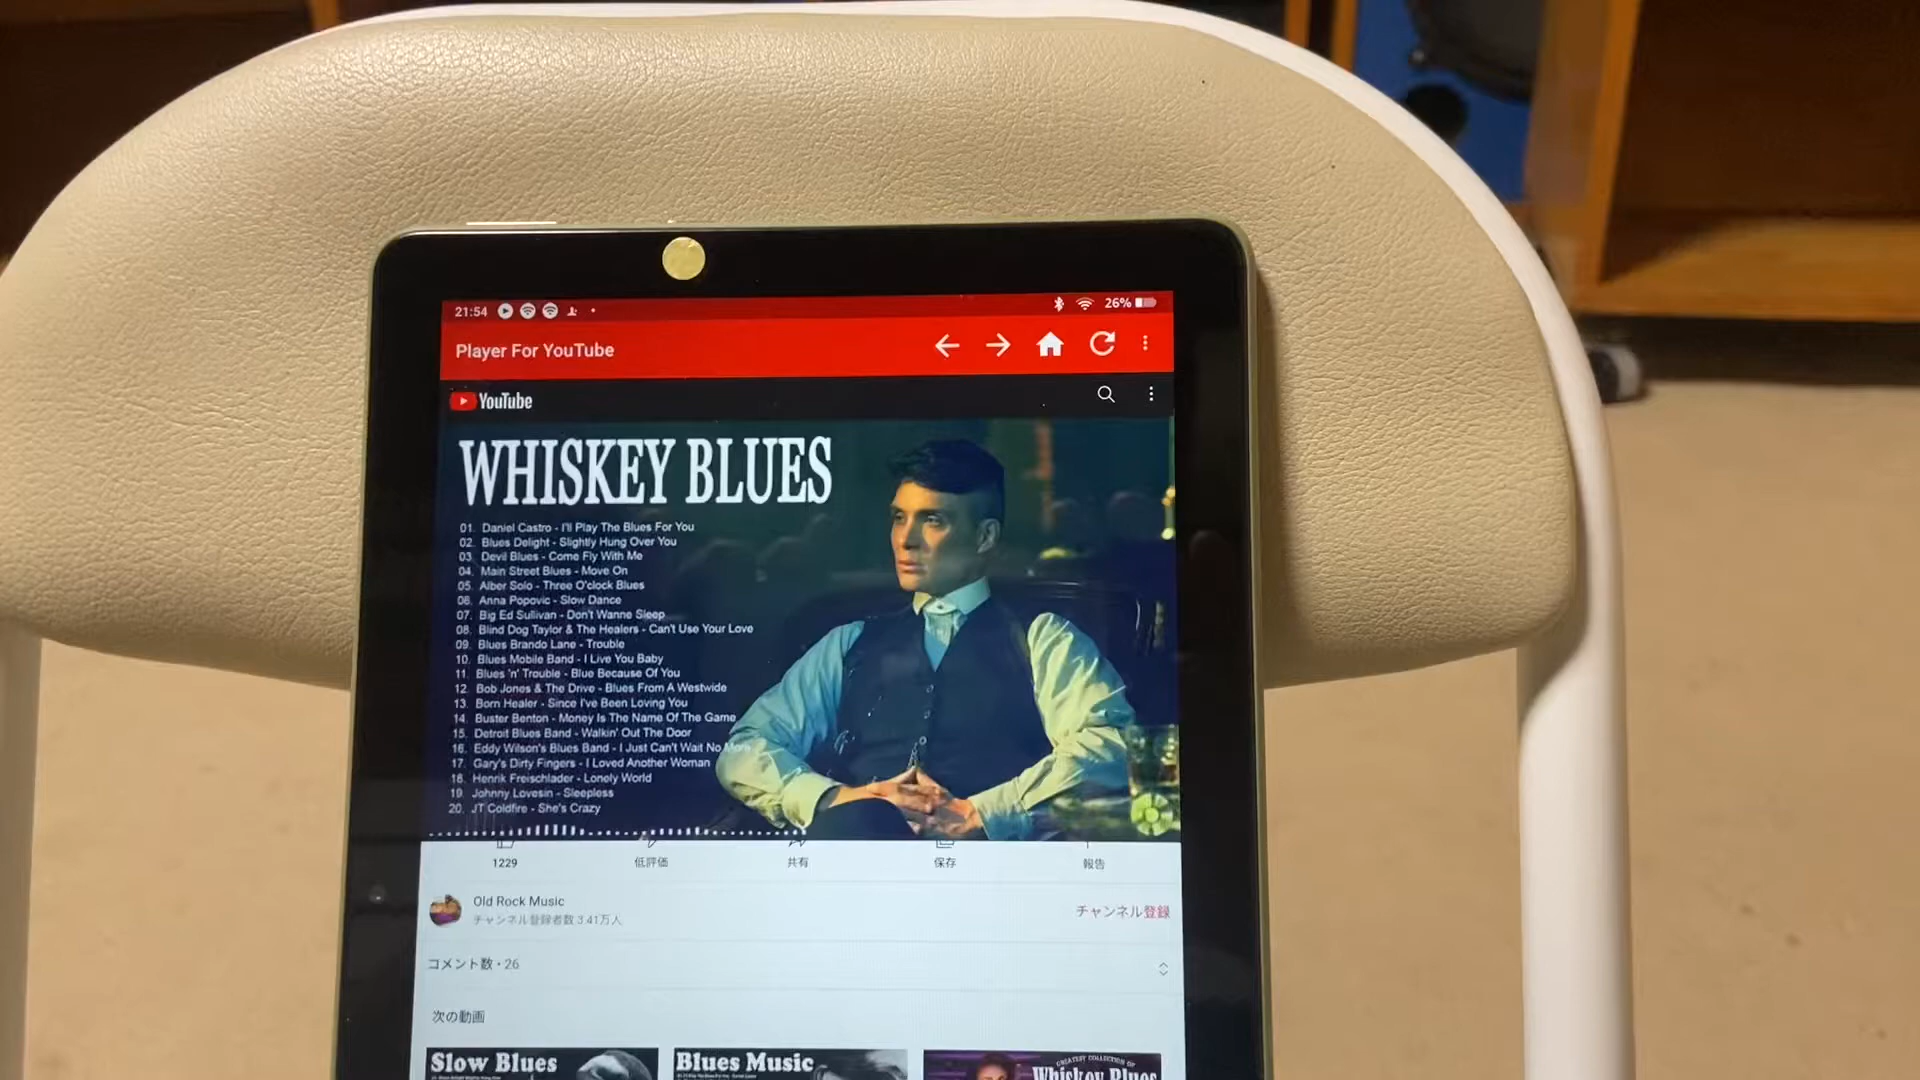 21:54
26%
Player For YouTube
YouTube
WHISKEY BLUES
01. Daniel Castro - I'll Play The Blues For You
02. Blues Delight - Slightly Hung Over You
03. Devil Blues - Come Fly With Me
04. Main Street Blues - Move On
05. Alber Solo - Three O'clock Blues
06. Anna Popovic - Slow Dance
07. Big Ed Sullivan - Don't Wanne Sleep
08. Blind Dog Taylor & The Healers - Can't Use Your Love
09. Blues Brando Lane - Trouble
10. Blues Mobile Band - I Live You Baby
11. Blues 'n' Trouble - Blue Because Of You
12. Bob Jones & The Drive - Blues From A Westwide
13. Born Healer - Since I've Been Loving You
14. Buster Benton - Money Is The Name Of The Game
15. Detroit Blues Band - Walkin' Out The Door
16. Eddy Wilson's Blues Band - I Just Can't Wait No More
17. Gary's Dirty Fingers - I Loved Another Woman
18. Henrik Freischlader - Lonely World
19. Johnny Lovesin - Sleepless
20. JT Coldfire - She's Crazy
1229
低評価
共有
保存
報告
Old Rock Music
チャンネル登録者数 3.41万人
チャンネル登録
コメント数・26
次の動画
Slow Blues
Blues Music
GREATEST COLLECTION OF
Whiskey Blues